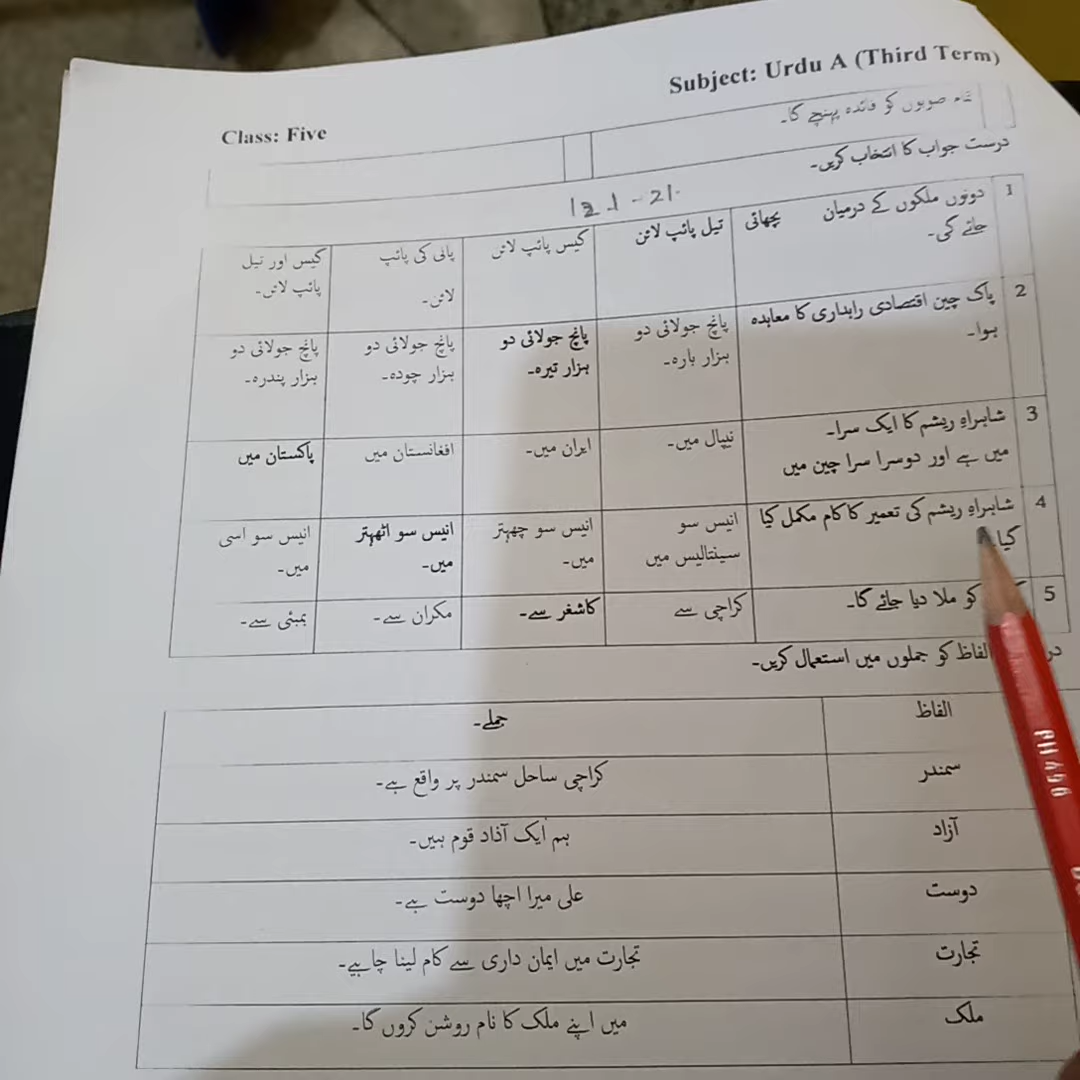 Subject: Urdu A (Third Term)
Class: Five
تمام صوبوں کو فائدہ پہنچے گا۔
درست جواب کا انتخاب کریں۔
1 دونوں ملکوں کے درمیان بچھائی
جائے گی۔
تیل پائپ لائن
گیس پائپ لائن
پانی کی پائپ
لائن۔
گیس اور تیل
پائپ لائن۔
2 پاک چین اقتصادی راہداری کا معاہدہ
ہوا۔
پانچ جولائی دو
ہزار بارہ۔
پانچ جولائی دو
ہزار تیرہ۔
پانچ جولائی دو
ہزار چودہ۔
پانچ جولائی دو
ہزار پندرہ۔
3 شاہراہِ ریشم کا ایک سرا۔
میں ہے اور دوسرا سرا چین میں
نیپال میں۔
ایران میں۔
افغانستان میں
پاکستان میں
4 شاہراہِ ریشم کی تعمیر کا کام مکمل کیا
گیا
انیس سو
سینتالیس میں
انیس سو چھہتر
میں۔
انیس سو اٹھہتر
میں۔
انیس سو اسی
میں۔
5 کو ملا دیا جائے گا۔
کراچی سے
کاشغر سے۔
مکران سے۔
بمبئی سے۔
الفاظ کو جملوں میں استعمال کریں۔
الفاظ جملے۔
سمندر کراچی ساحل سمندر پر واقع ہے۔
آزاد ہم ایک آذاد قوم ہیں۔
دوست علی میرا اچھا دوست ہے۔
تجارت تجارت میں ایمان داری سے کام لینا چاہیے۔
ملک میں اپنے ملک کا نام روشن کروں گا۔
PH456